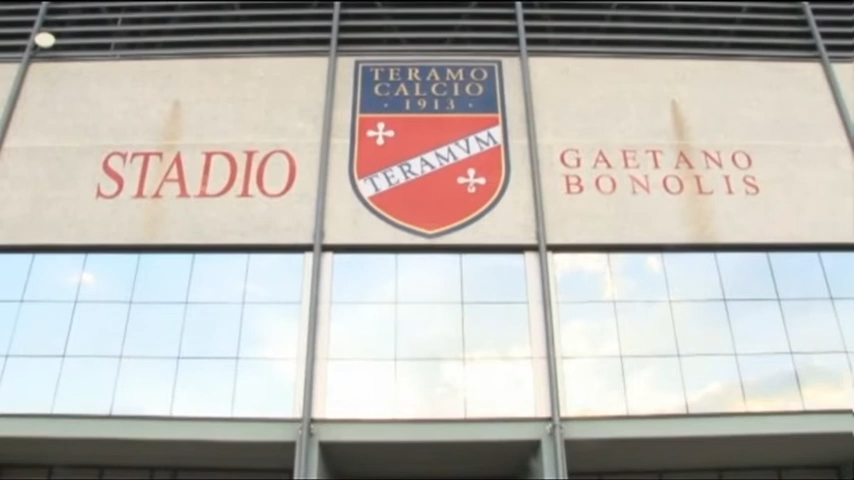 STADIO
TERAMO
CALCIO
· 1913 ·
TERAMVM
GAETANO
BONOLIS